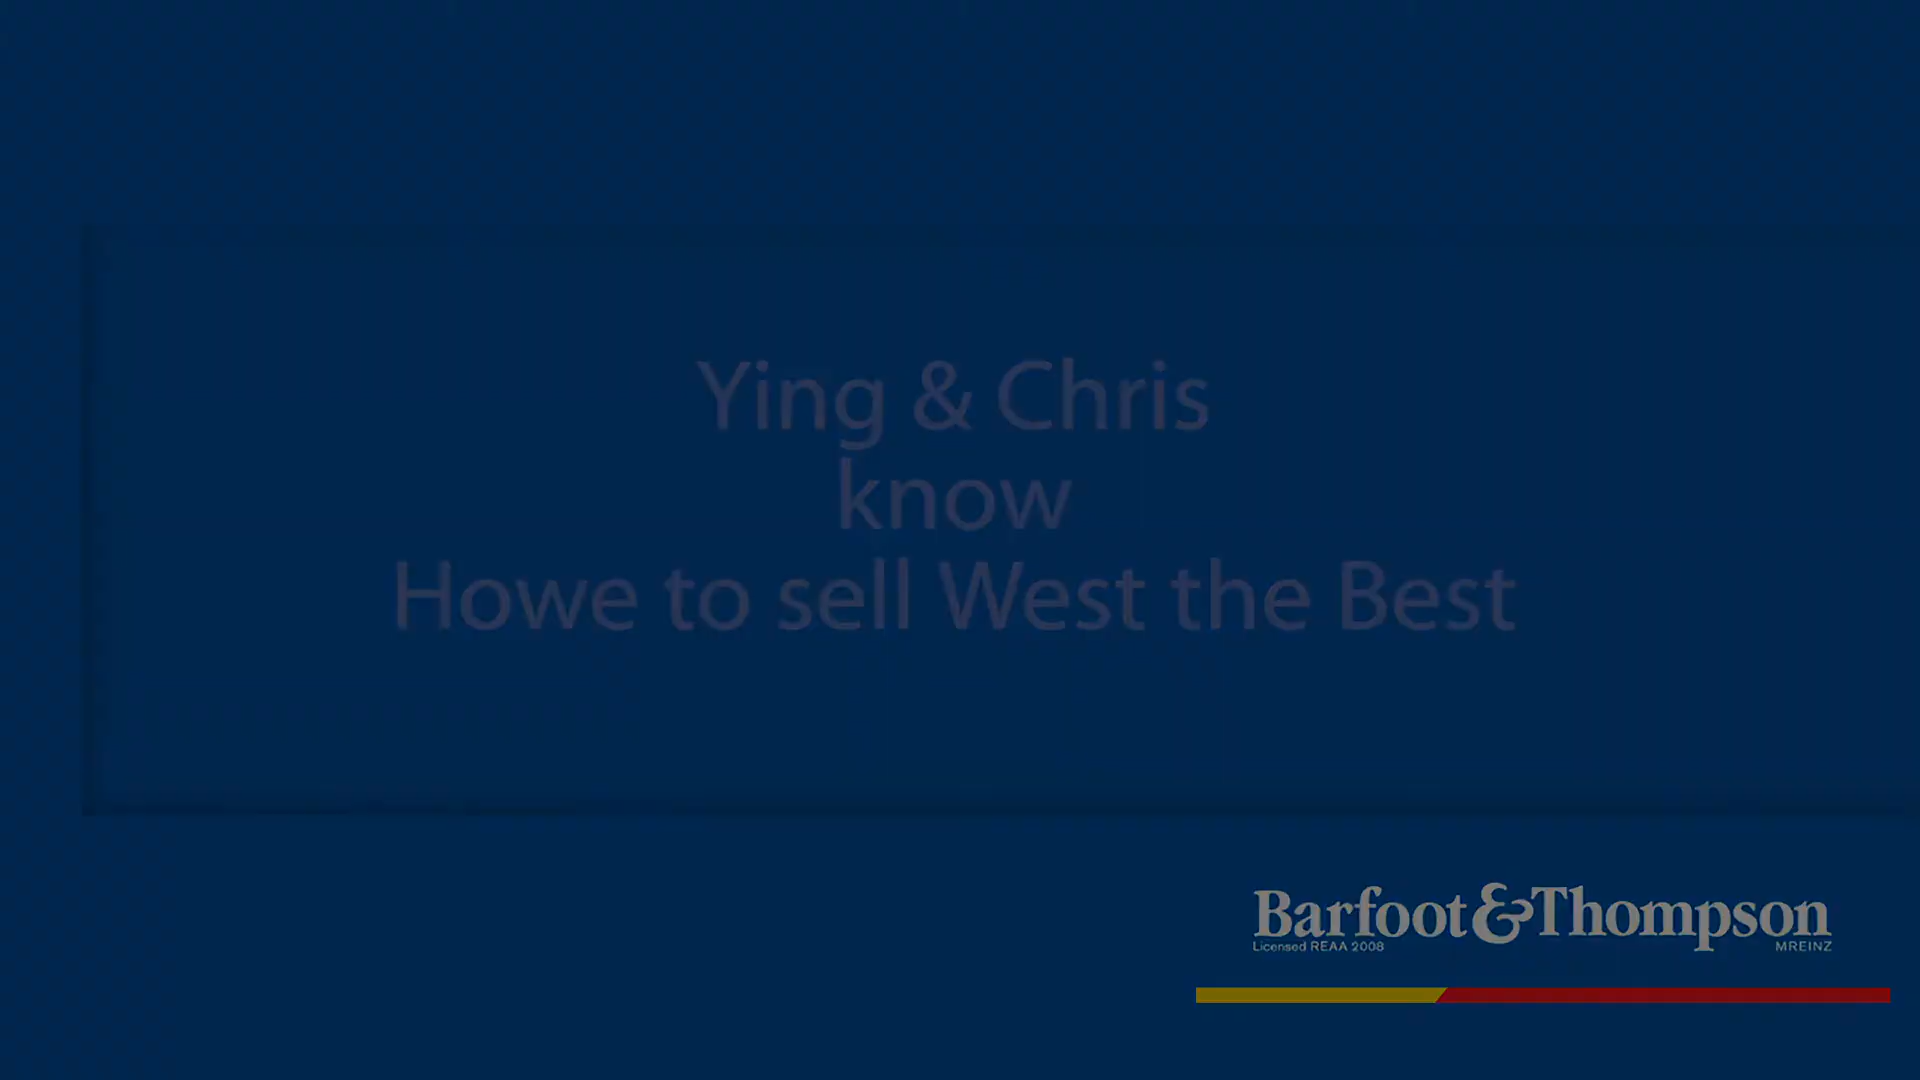 Ying & Chris
know
Howe to sell West the Best
Barfoot & Thompson
Licensed REAA 2008 MREINZ